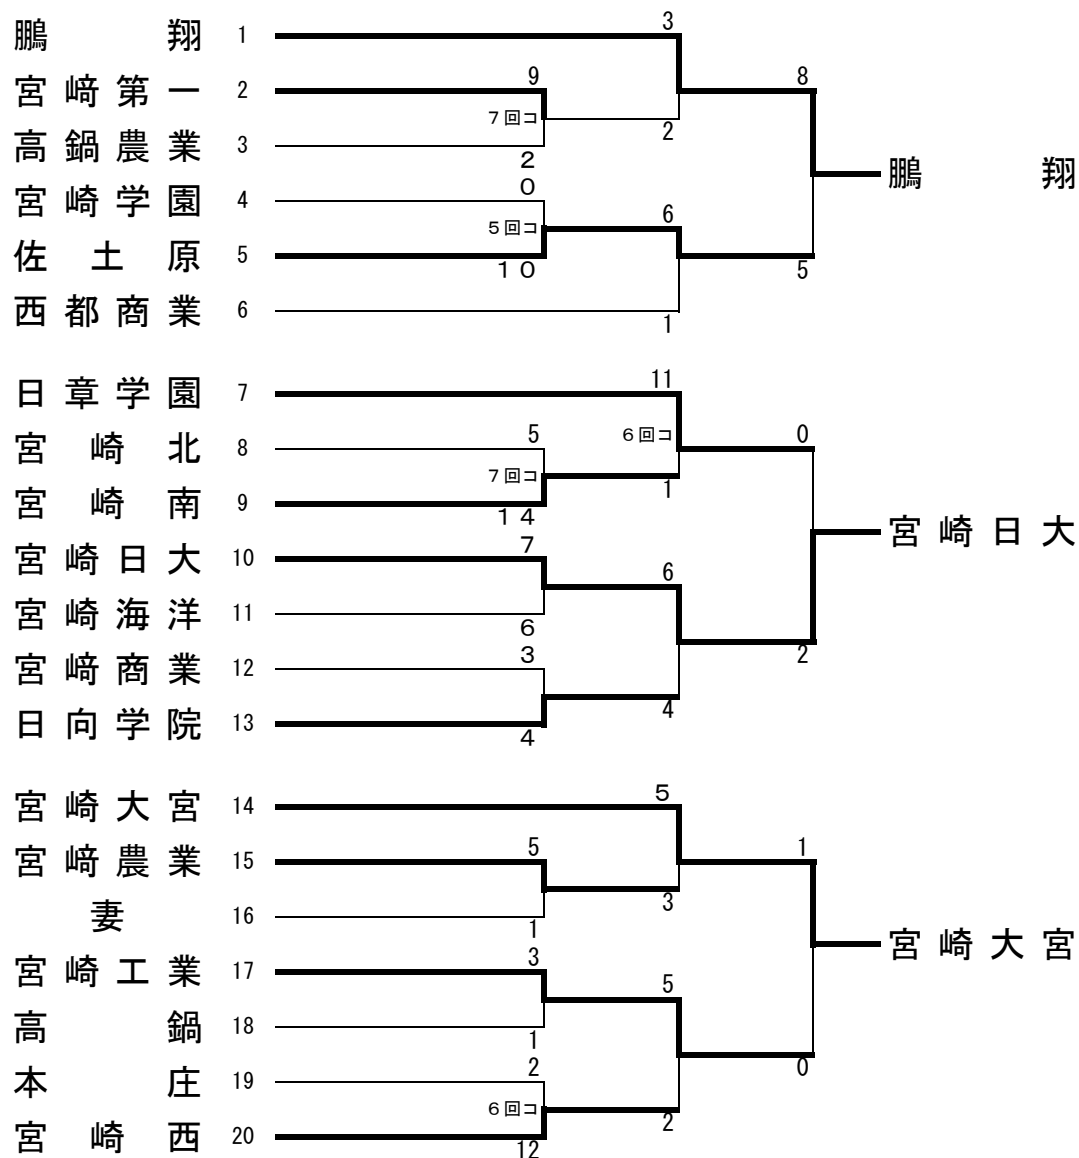 鵬翔 1 3
宮﨑第一 2 9 8
7回コ
高鍋農業 3 2 2
鵬翔
宮崎学園 4 0 6
5回コ
佐土原 5 10 5
西都商業 6 1
日章学園 7 11
6回コ
宮崎北 8 5 0
7回コ
宮崎南 9 14 1
宮崎日大
宮崎日大 10 7 6
宮崎海洋 11 6
宮﨑商業 12 3 2
日向学院 13 4 4
宮崎大宮 14 5
宮﨑農業 15 5 1
妻 16 1 3
宮崎大宮
宮崎工業 17 3 5
高鍋 18 1
本庄 19 2 0
6回コ
宮崎西 20 12 2